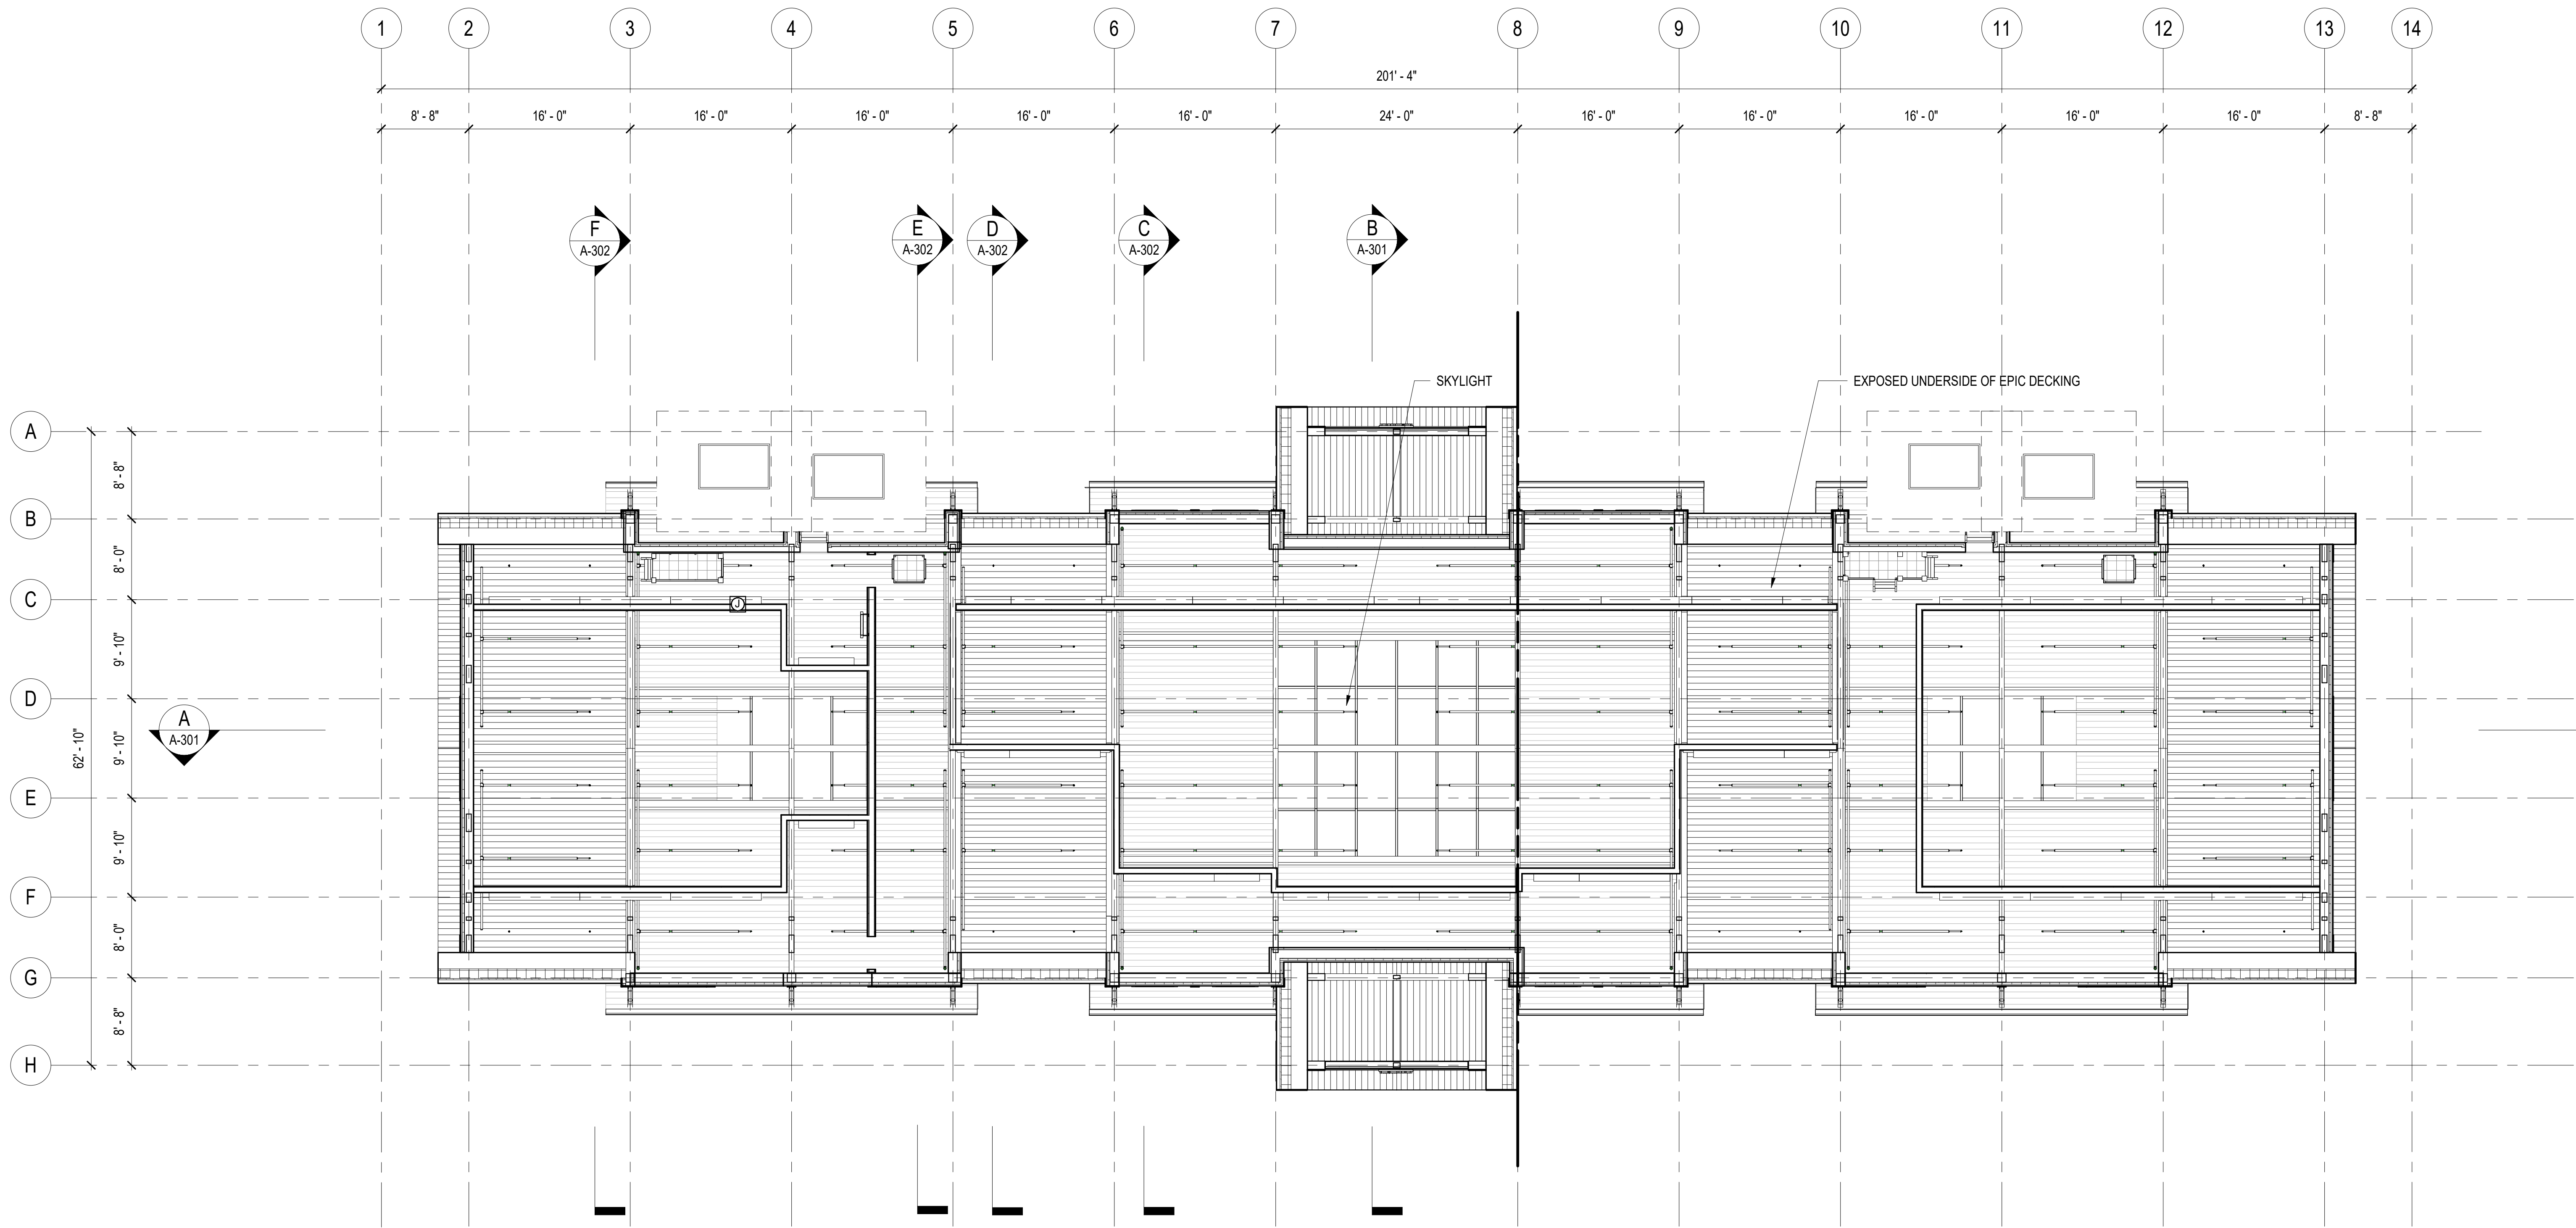 1 2 3 4 5 6 7 8 9 10 11 12 13 14
201' - 4"
8' - 8" 16' - 0" 16' - 0" 16' - 0" 16' - 0" 16' - 0" 24' - 0" 16' - 0" 16' - 0" 16' - 0" 16' - 0" 16' - 0" 8' - 8"
F E D C B
A-302 A-302 A-302 A-302 A-301
SKYLIGHT
EXPOSED UNDERSIDE OF EPIC DECKING
A
8' - 8"
B
8' - 0"
C
J
9' - 10"
D
A
A-301
62' - 10"
9' - 10"
E
9' - 10"
F
8' - 0"
G
8' - 8"
H